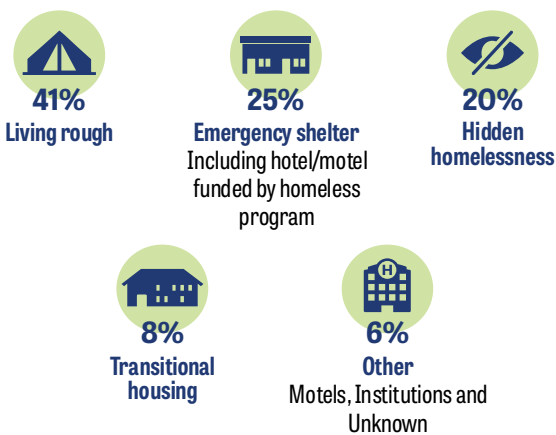 41%
Living rough
25%
Emergency shelter
Including hotel/motel
funded by homeless
program
20%
Hidden
homelessness
8%
Transitional
housing
H
6%
Other
Motels, Institutions and
Unknown